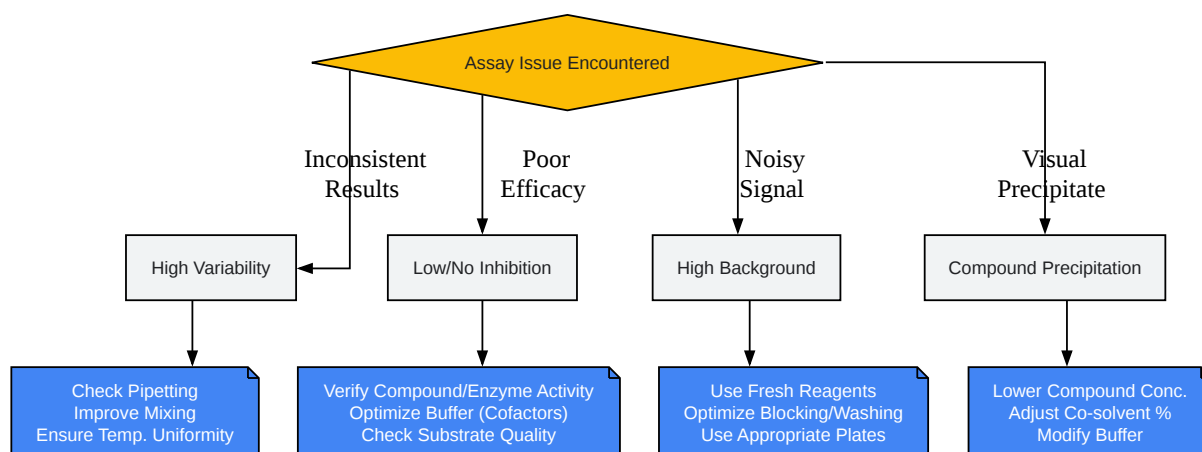 Assay Issue Encountered
Inconsistent
Results
Poor
Efficacy
Noisy
Signal
Visual
Precipitate
High Variability
Low/No Inhibition
High Background
Compound Precipitation
Check Pipetting
Improve Mixing
Ensure Temp. Uniformity
Verify Compound/Enzyme Activity
Optimize Buffer (Cofactors)
Check Substrate Quality
Use Fresh Reagents
Optimize Blocking/Washing
Use Appropriate Plates
Lower Compound Conc.
Adjust Co-solvent %
Modify Buffer